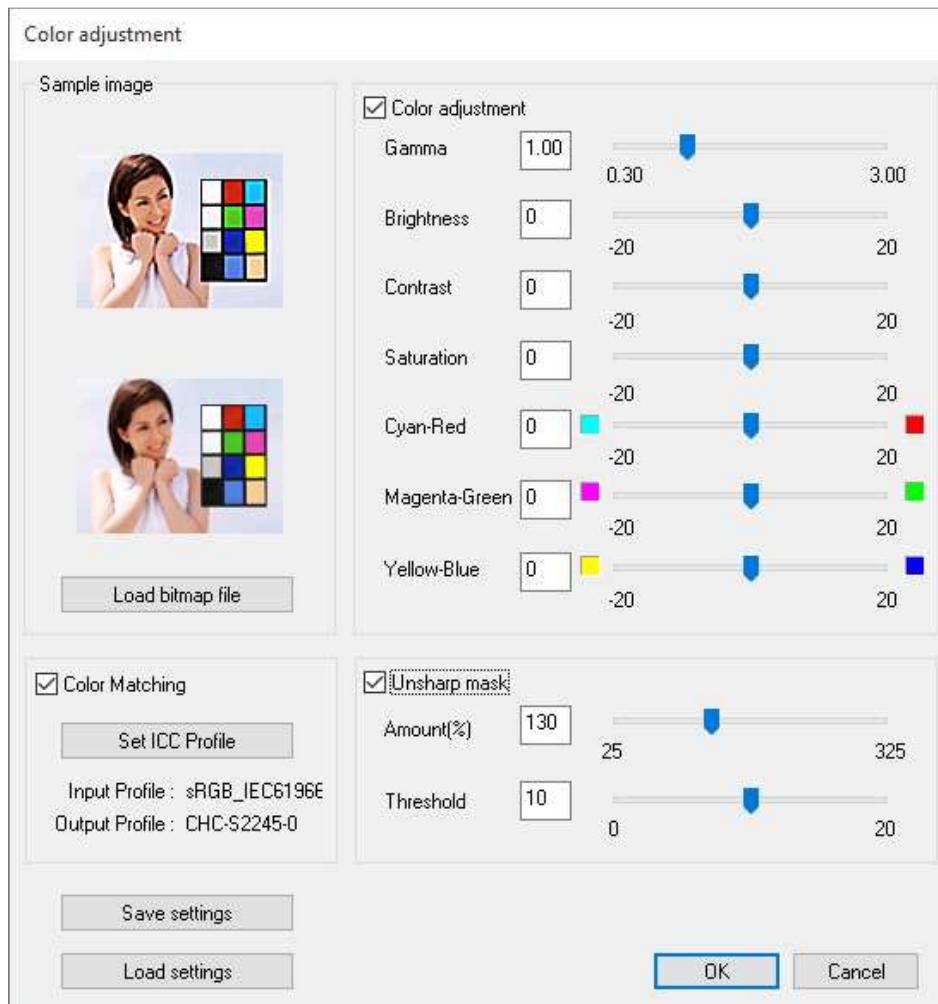 Color adjustment
Sample image
Load bitmap file
Color adjustment
Gamma 1.00
0.30 3.00
Brightness 0
-20 20
Contrast 0
-20 20
Saturation 0
-20 20
Cyan-Red 0
-20 20
Magenta-Green 0
-20 20
Yellow-Blue 0
-20 20
Color Matching
Set ICC Profile
Input Profile : sRGB_IEC6196E
Output Profile : CHC-S2245-0
Unsharp mask
Amount(%) 130
25 325
Threshold 10
0 20
Save settings
Load settings
OK Cancel